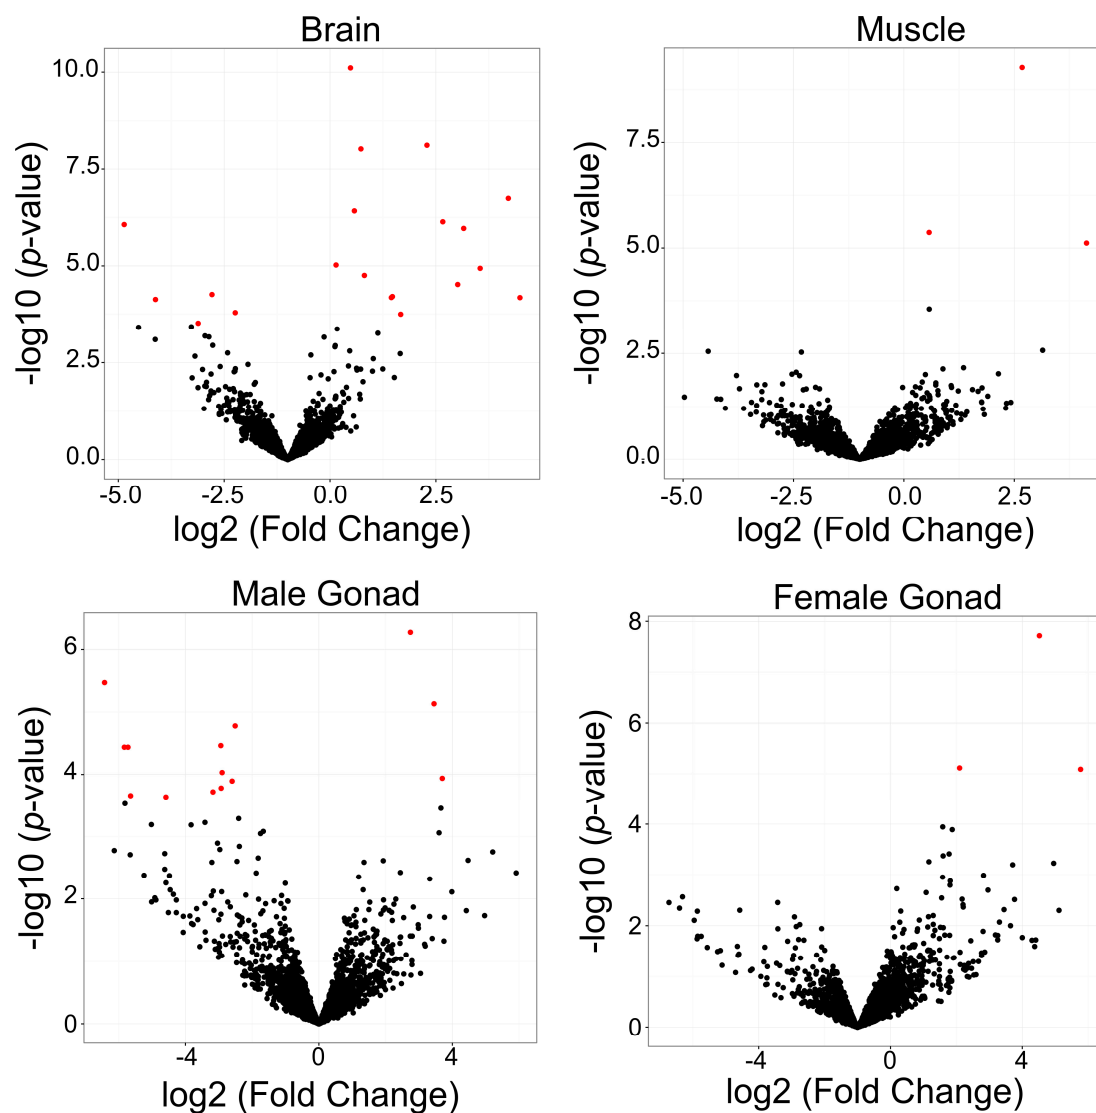 Brain
10.0
7.5
5.0
2.5
0.0
-log10 (p-value)
-5.0 -2.5 0.0 2.5
log2 (Fold Change)
Muscle
7.5
5.0
2.5
0.0
-log10 (p-value)
-5.0 -2.5 0.0 2.5
log2 (Fold Change)
Male Gonad
6
4
2
0
-log10 (p-value)
-4 0 4
log2 (Fold Change)
Female Gonad
8
6
4
2
0
-log10 (p-value)
-4 0 4
log2 (Fold Change)